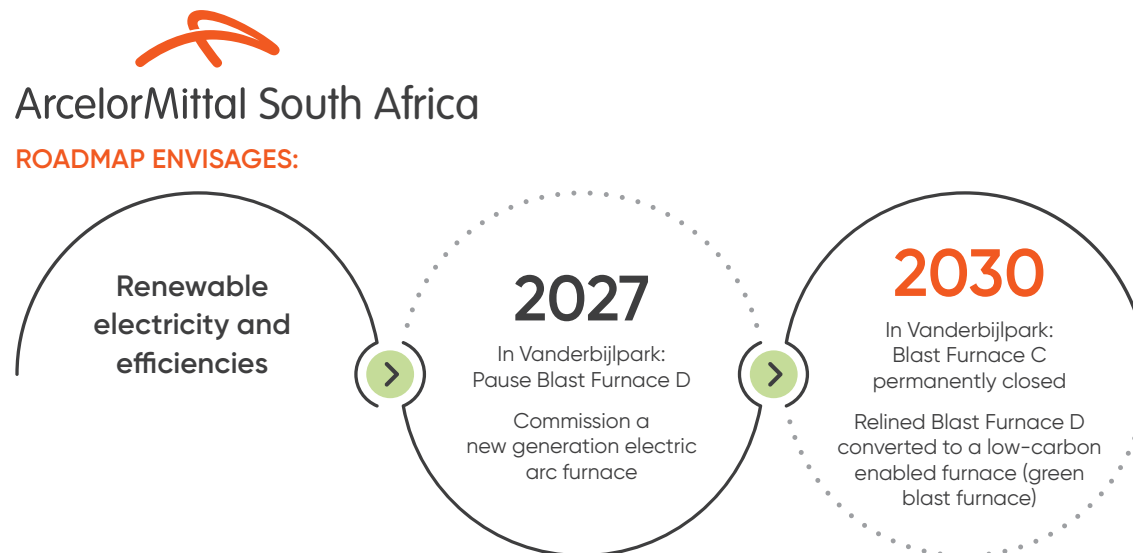 ArcelorMittal South Africa
ROADMAP ENVISAGES:
Renewable
electricity and
efficiencies
2027
In Vanderbijlpark:
Pause Blast Furnace D
Commission a
new generation electric
arc furnace
2030
In Vanderbijlpark:
Blast Furnace C
permanently closed
Relined Blast Furnace D
converted to a low-carbon
enabled furnace (green
blast furnace)